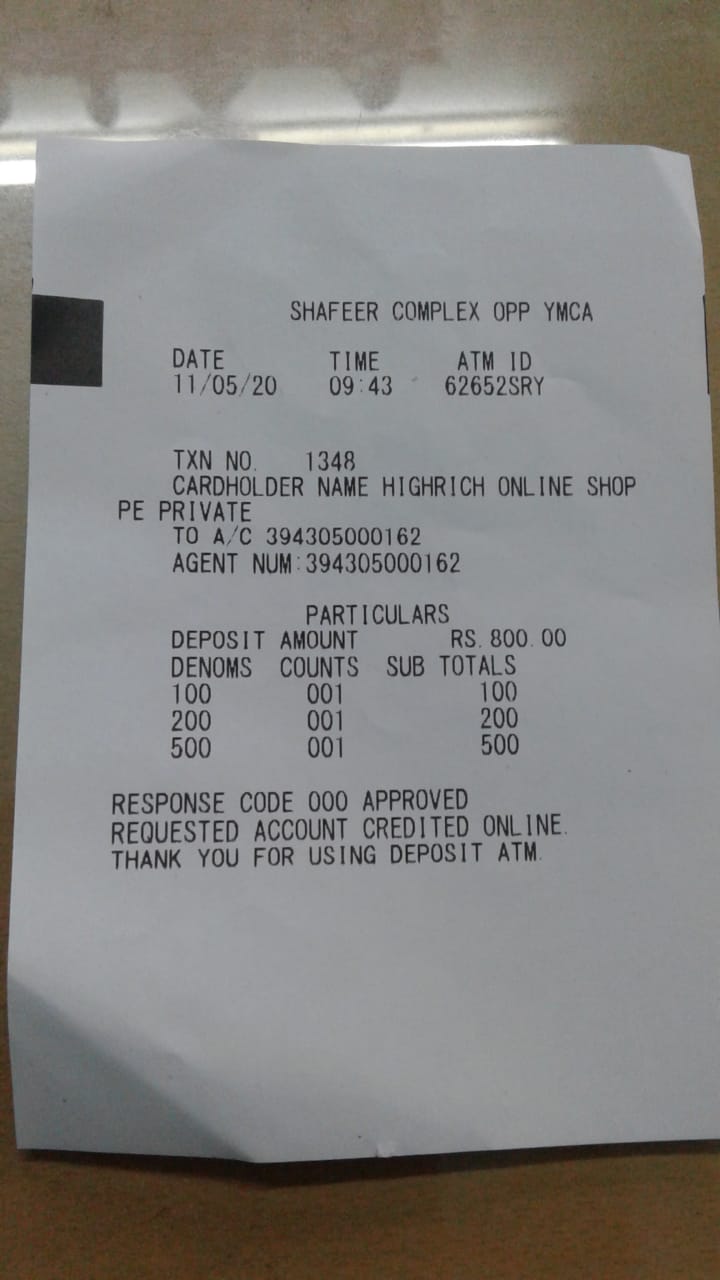 SHAFEER COMPLEX OPP YMCA
DATE TIME ATM ID
11/05/20 09:43 62652SRY
TXN NO. 1348
CARDHOLDER NAME HIGHRICH ONLINE SHOP
PE PRIVATE
TO A/C 394305000162
AGENT NUM:394305000162
PARTICULARS
DEPOSIT AMOUNT RS.800.00
DENOMS COUNTS SUB TOTALS
100 001 100
200 001 200
500 001 500
RESPONSE CODE 000 APPROVED
REQUESTED ACCOUNT CREDITED ONLINE.
THANK YOU FOR USING DEPOSIT ATM.